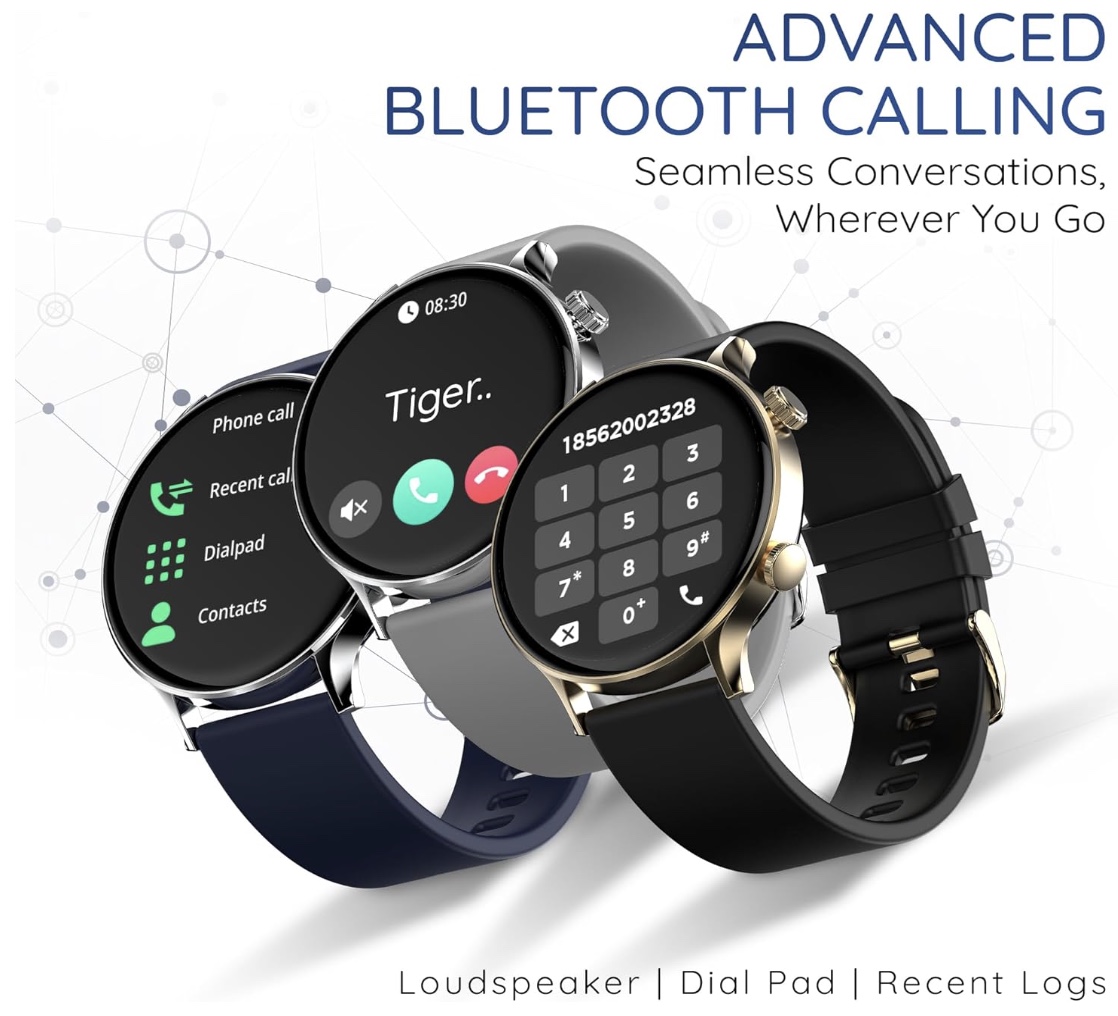 ADVANCED
BLUETOOTH CALLING
Seamless Conversations,
Wherever You Go
08:30
Tiger..
Phone call
Recent call
Dialpad
Contacts
18562002328
1 2 3
4 5 6
7* 8 9#
0+
Loudspeaker | Dial Pad | Recent Logs